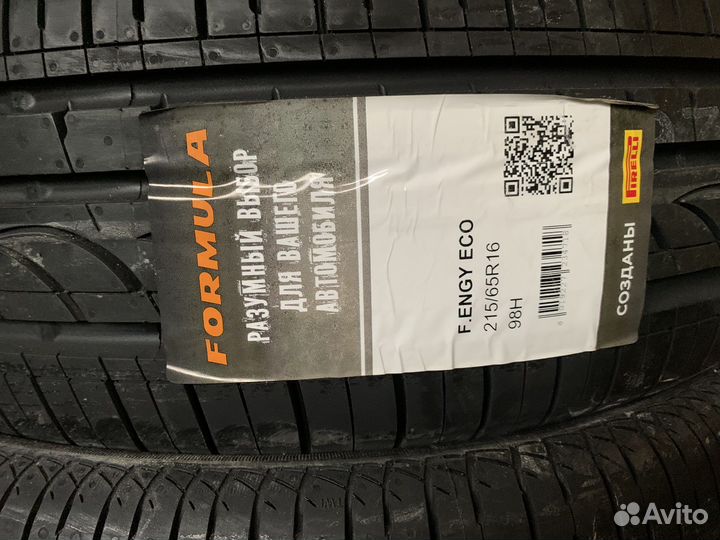 FORMULA
РАЗУМНЫЙ ВЫБОР
ДЛЯ ВАШЕГО
АВТОМОБИЛЯ
F.ENGY ECO
215/65R16
98H
СОЗДАНЫ
PIRELLI
Avito